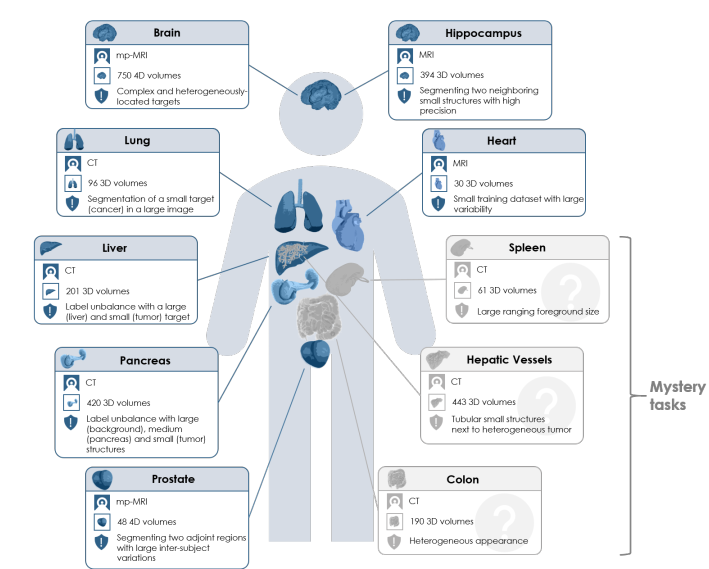 Brain
mp-MRI
750 4D volumes
Complex and heterogeneously-
located targets
Hippocampus
MRI
394 3D volumes
Segmenting two neighboring
small structures with high
precision
Lung
CT
96 3D volumes
Segmentation of a small target
(cancer) in a large image
Heart
MRI
30 3D volumes
Small training dataset with large
variability
Liver
CT
201 3D volumes
Label unbalance with a large
(liver) and small (tumor) target
Spleen
CT
61 3D volumes
Large ranging foreground size
?
Pancreas
CT
420 3D volumes
Label unbalance with large
(background), medium
(pancreas) and small (tumor)
structures
Hepatic Vessels
CT
443 3D volumes
Tubular small structures
next to heterogeneous tumor
?
Prostate
mp-MRI
48 4D volumes
Segmenting two adjoint regions
with large inter-subject
variations
Colon
CT
190 3D volumes
Heterogeneous appearance
?
Mystery
tasks